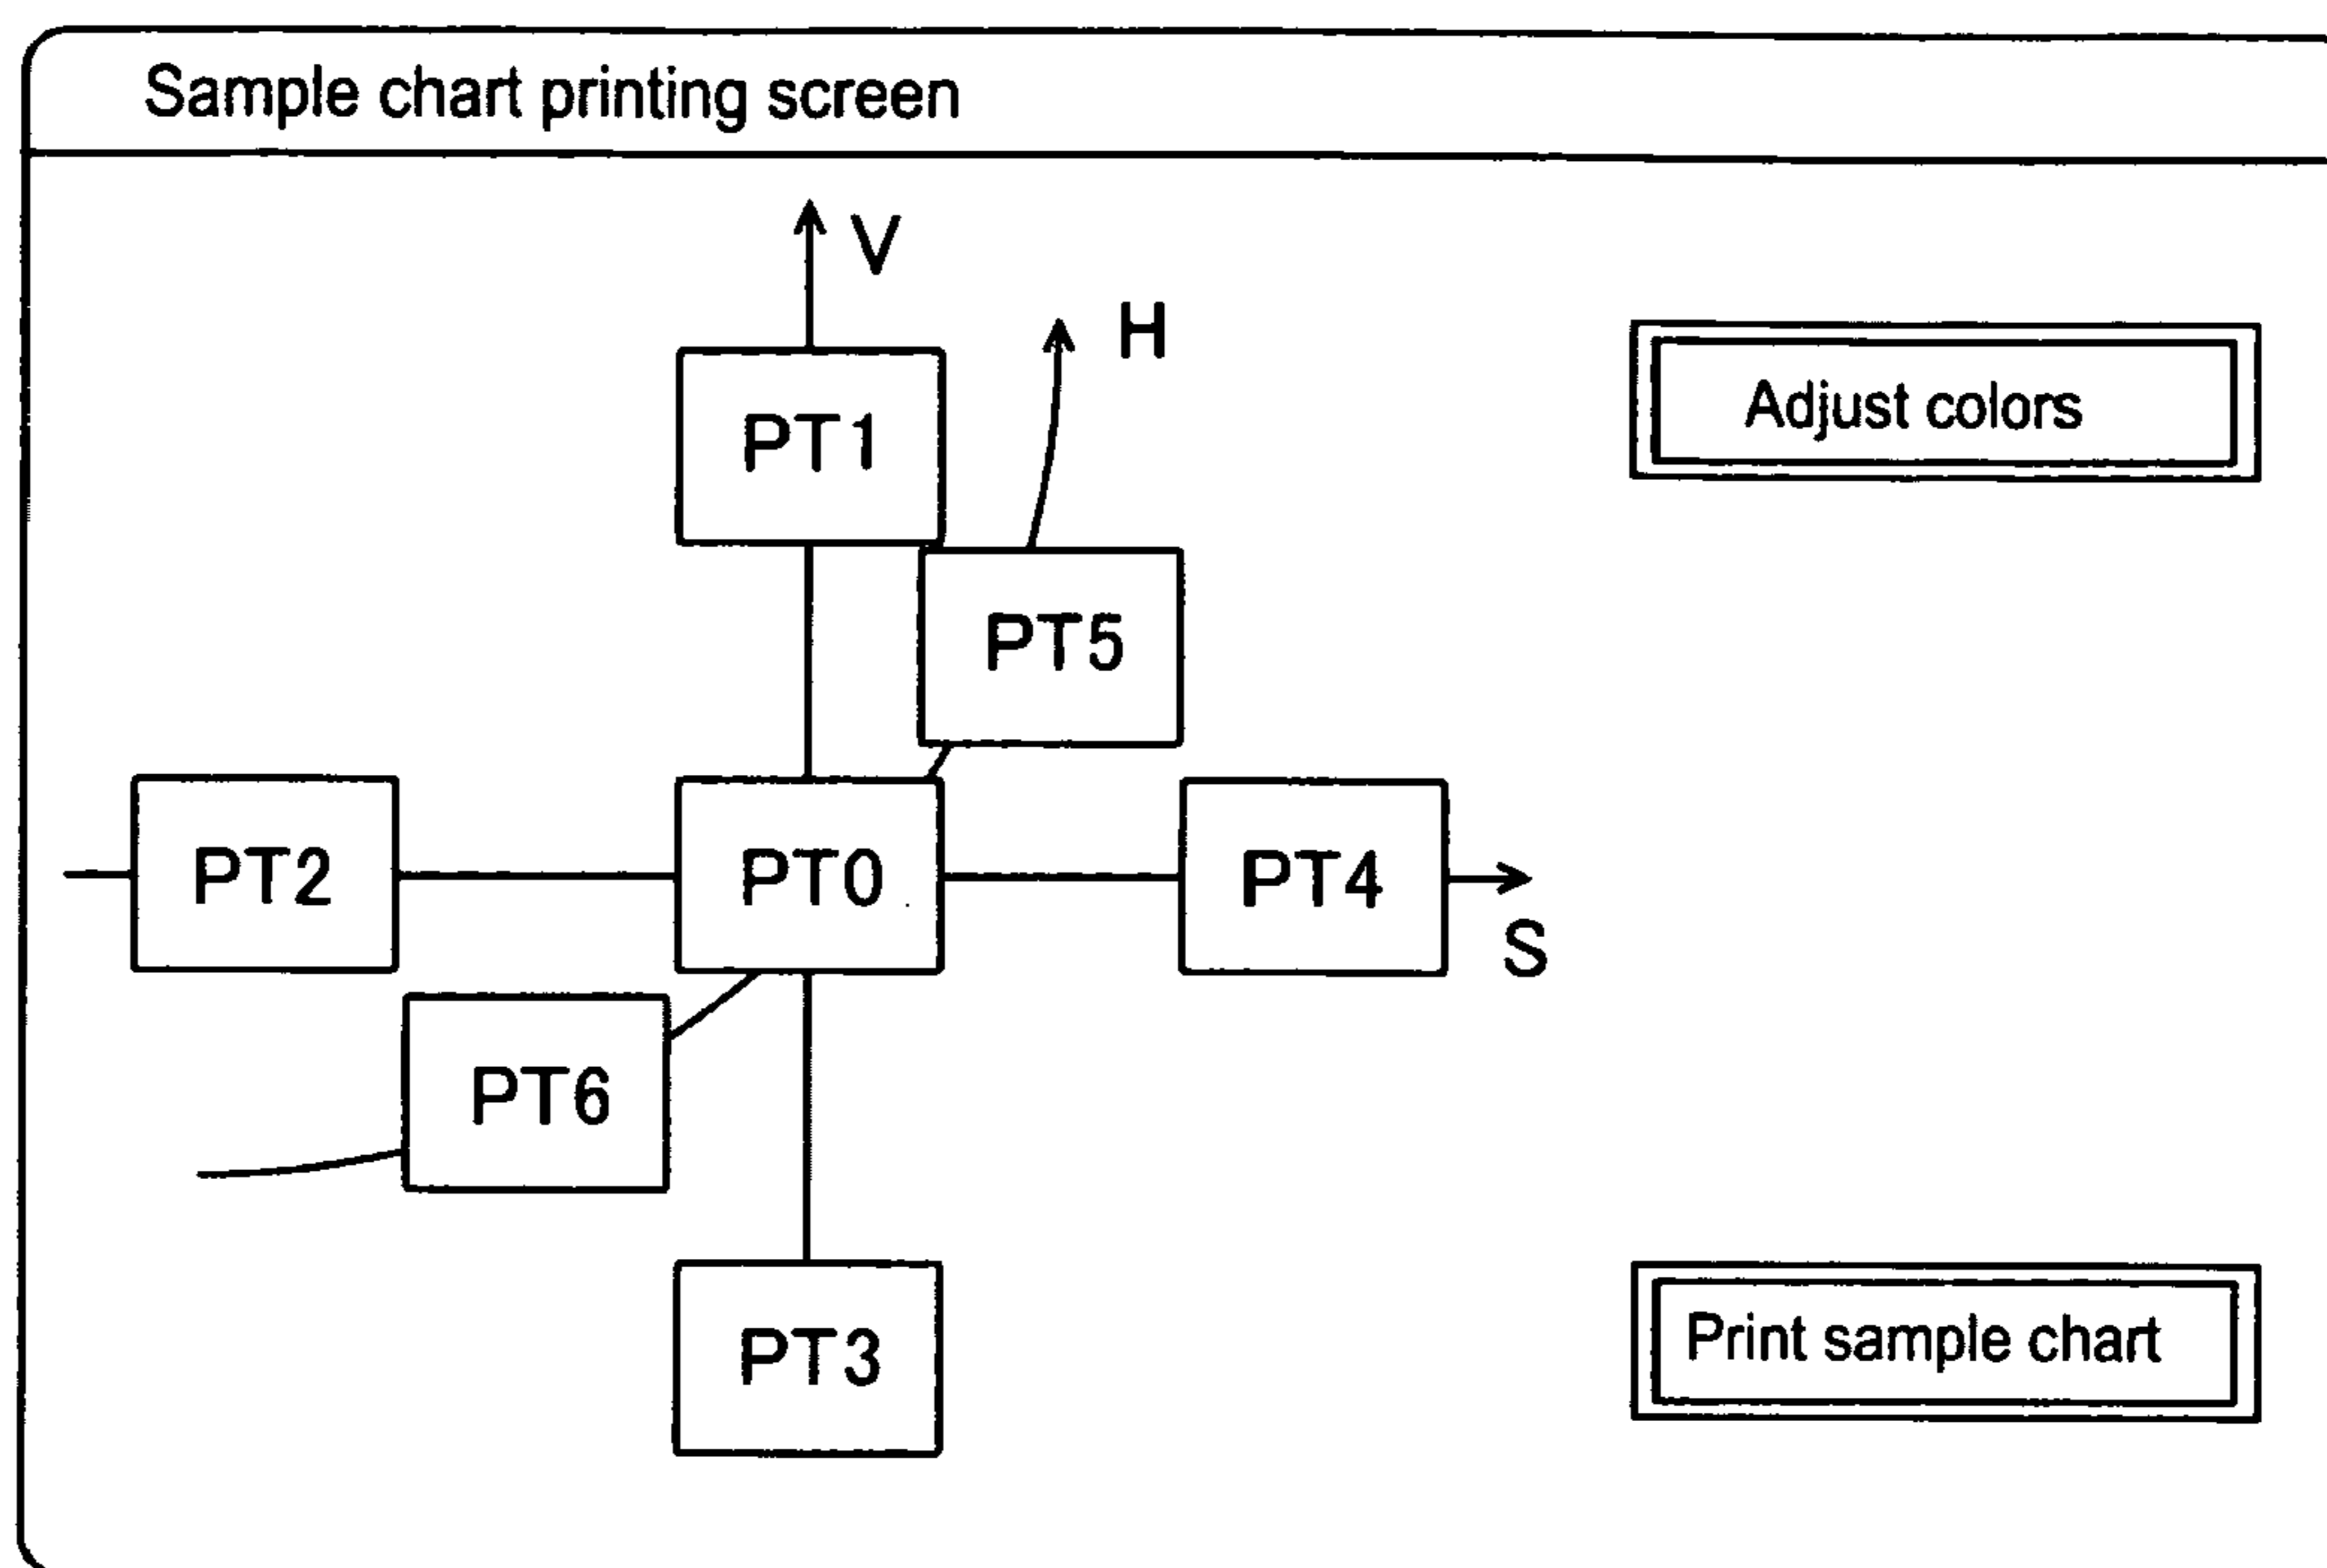 Sample chart printing screen
V
H
Adjust colors
PT1
PT5
PT2
PT0
PT4
S
PT6
PT3
Print sample chart